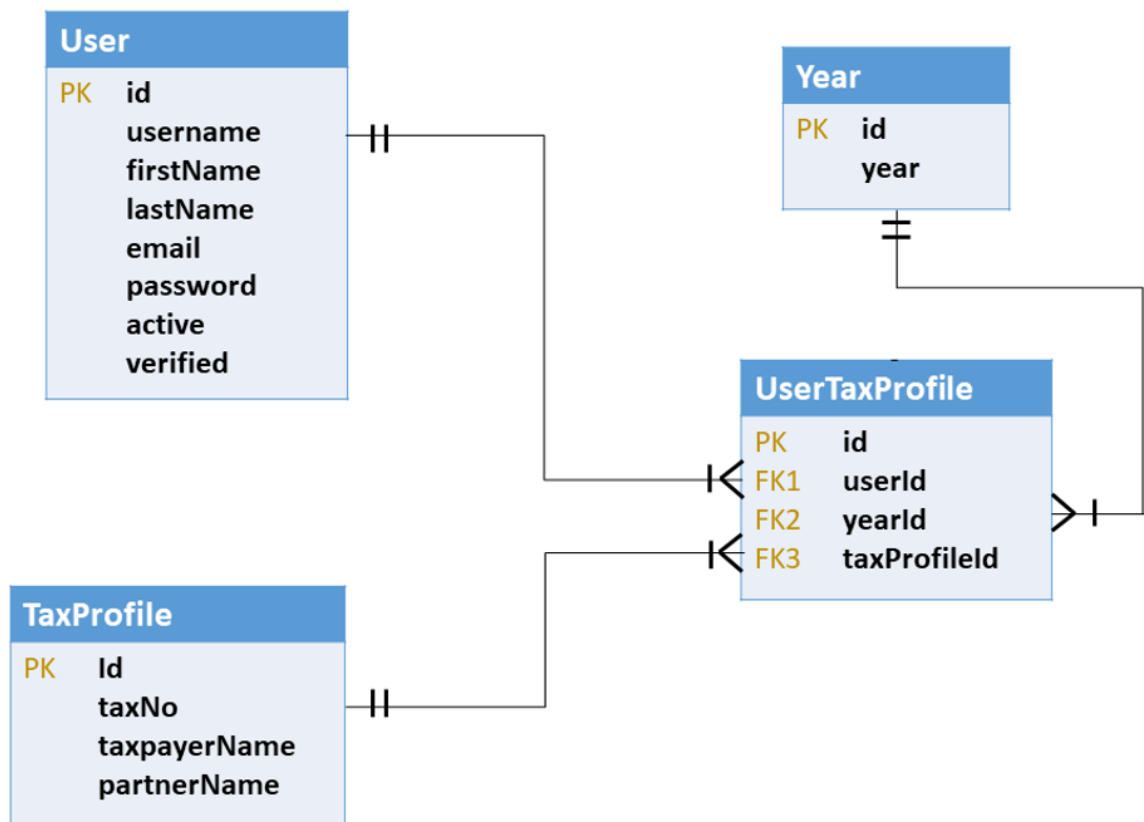 User
PK id
username
firstName
lastName
email
password
active
verified
Year
PK id
year
UserTaxProfile
PK id
FK1 userId
FK2 yearId
FK3 taxProfileId
TaxProfile
PK Id
taxNo
taxpayerName
partnerName